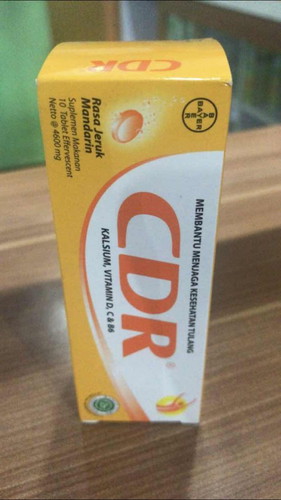 CDR
Rasa Jeruk
Mandarin
Suplemen Makanan
10 Tablet Effervescent
Netto @ 4600 mg
BAYER
BAYER
MEMBANTU MENJAGA KESEHATAN TULANG
CDR®
KALSIUM, VITAMIN D, C & B6